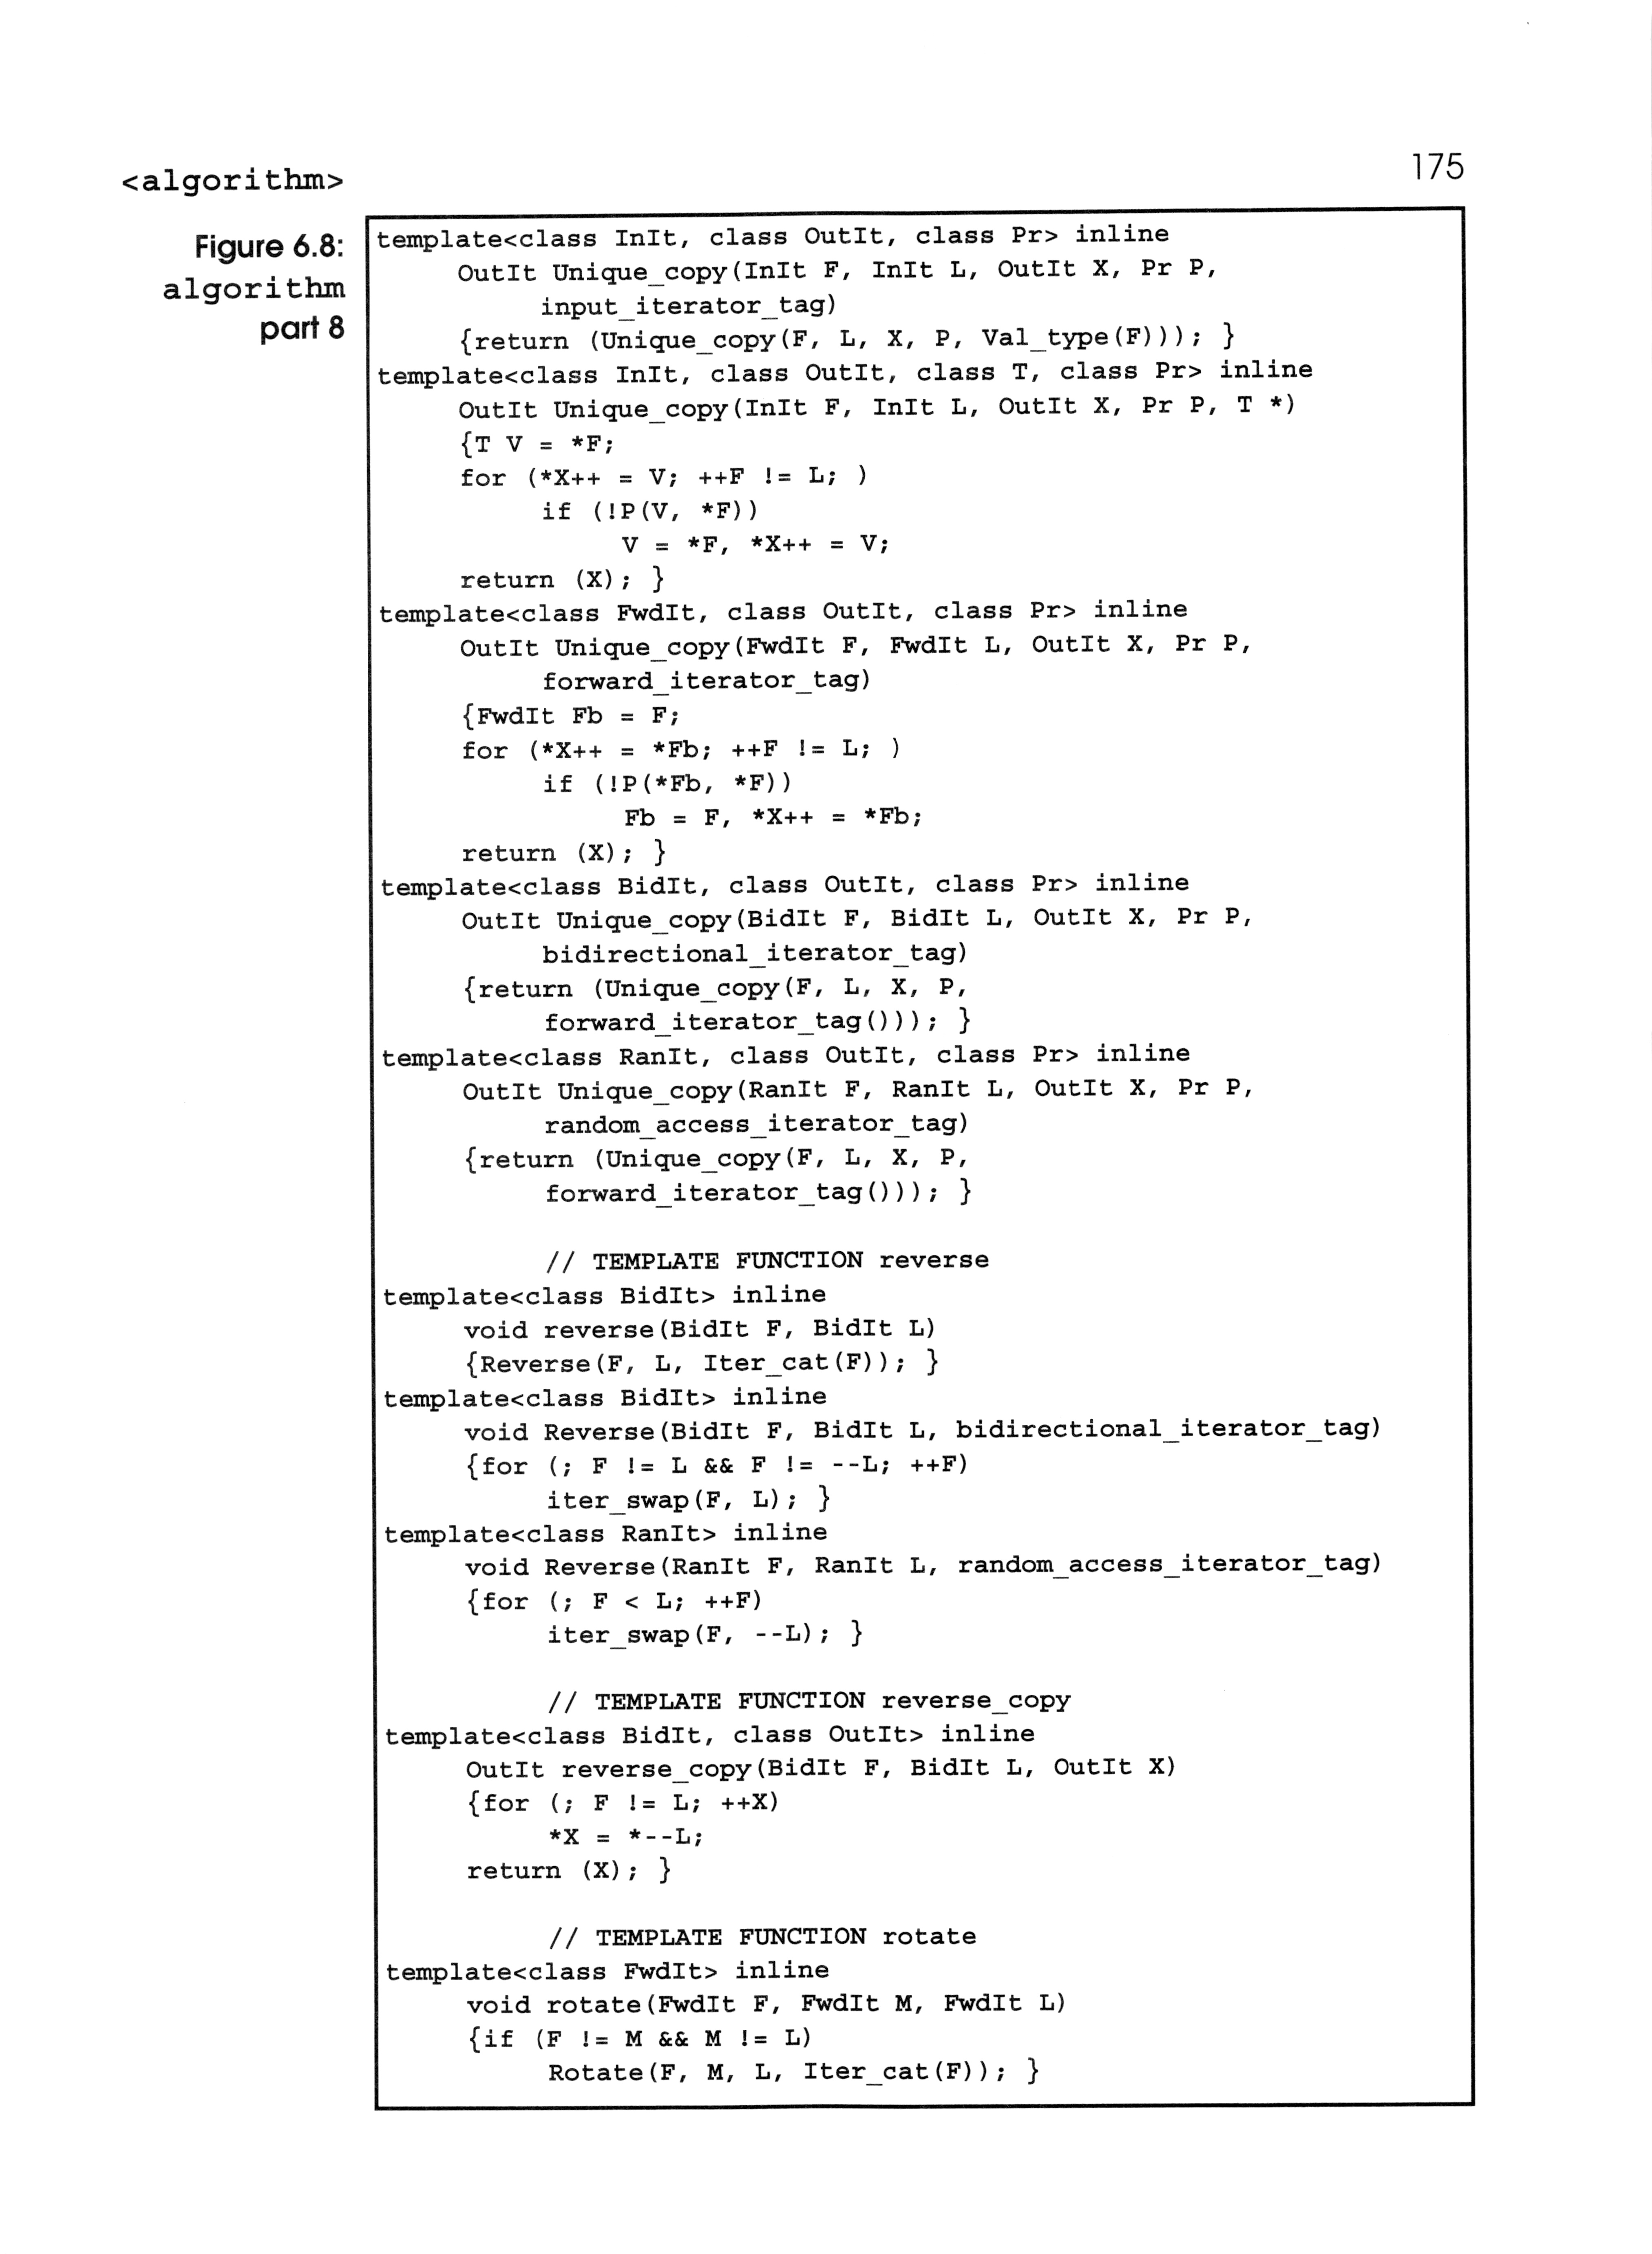 <algorithm>
175
Figure 6.8:
algorithm
part 8
template<class InIt, class OutIt, class Pr> inline
OutIt Unique_copy(InIt F, InIt L, OutIt X, Pr P,
input_iterator_tag)
{return (Unique_copy(F, L, X, P, Val_type(F))); }
template<class InIt, class OutIt, class T, class Pr> inline
OutIt Unique_copy(InIt F, InIt L, OutIt X, Pr P, T *)
{T V = *F;
for (*X++ = V; ++F != L; )
if (!P(V, *F))
V = *F, *X++ = V;
return (X); }
template<class FwdIt, class OutIt, class Pr> inline
OutIt Unique_copy(FwdIt F, FwdIt L, OutIt X, Pr P,
forward_iterator_tag)
{FwdIt Fb = F;
for (*X++ = *Fb; ++F != L; )
if (!P(*Fb, *F))
Fb = F, *X++ = *Fb;
return (X); }
template<class BidIt, class OutIt, class Pr> inline
OutIt Unique_copy(BidIt F, BidIt L, OutIt X, Pr P,
bidirectional_iterator_tag)
{return (Unique_copy(F, L, X, P,
forward_iterator_tag())); }
template<class RanIt, class OutIt, class Pr> inline
OutIt Unique_copy(RanIt F, RanIt L, OutIt X, Pr P,
random_access_iterator_tag)
{return (Unique_copy(F, L, X, P,
forward_iterator_tag())); }
// TEMPLATE FUNCTION reverse
template<class BidIt> inline
void reverse(BidIt F, BidIt L)
{Reverse(F, L, Iter_cat(F)); }
template<class BidIt> inline
void Reverse(BidIt F, BidIt L, bidirectional_iterator_tag)
{for (; F != L && F != --L; ++F)
iter_swap(F, L); }
template<class RanIt> inline
void Reverse(RanIt F, RanIt L, random_access_iterator_tag)
{for (; F < L; ++F)
iter_swap(F, --L); }
// TEMPLATE FUNCTION reverse_copy
template<class BidIt, class OutIt> inline
OutIt reverse_copy(BidIt F, BidIt L, OutIt X)
{for (; F != L; ++X)
*X = *--L;
return (X); }
// TEMPLATE FUNCTION rotate
template<class FwdIt> inline
void rotate(FwdIt F, FwdIt M, FwdIt L)
{if (F != M && M != L)
Rotate(F, M, L, Iter_cat(F)); }